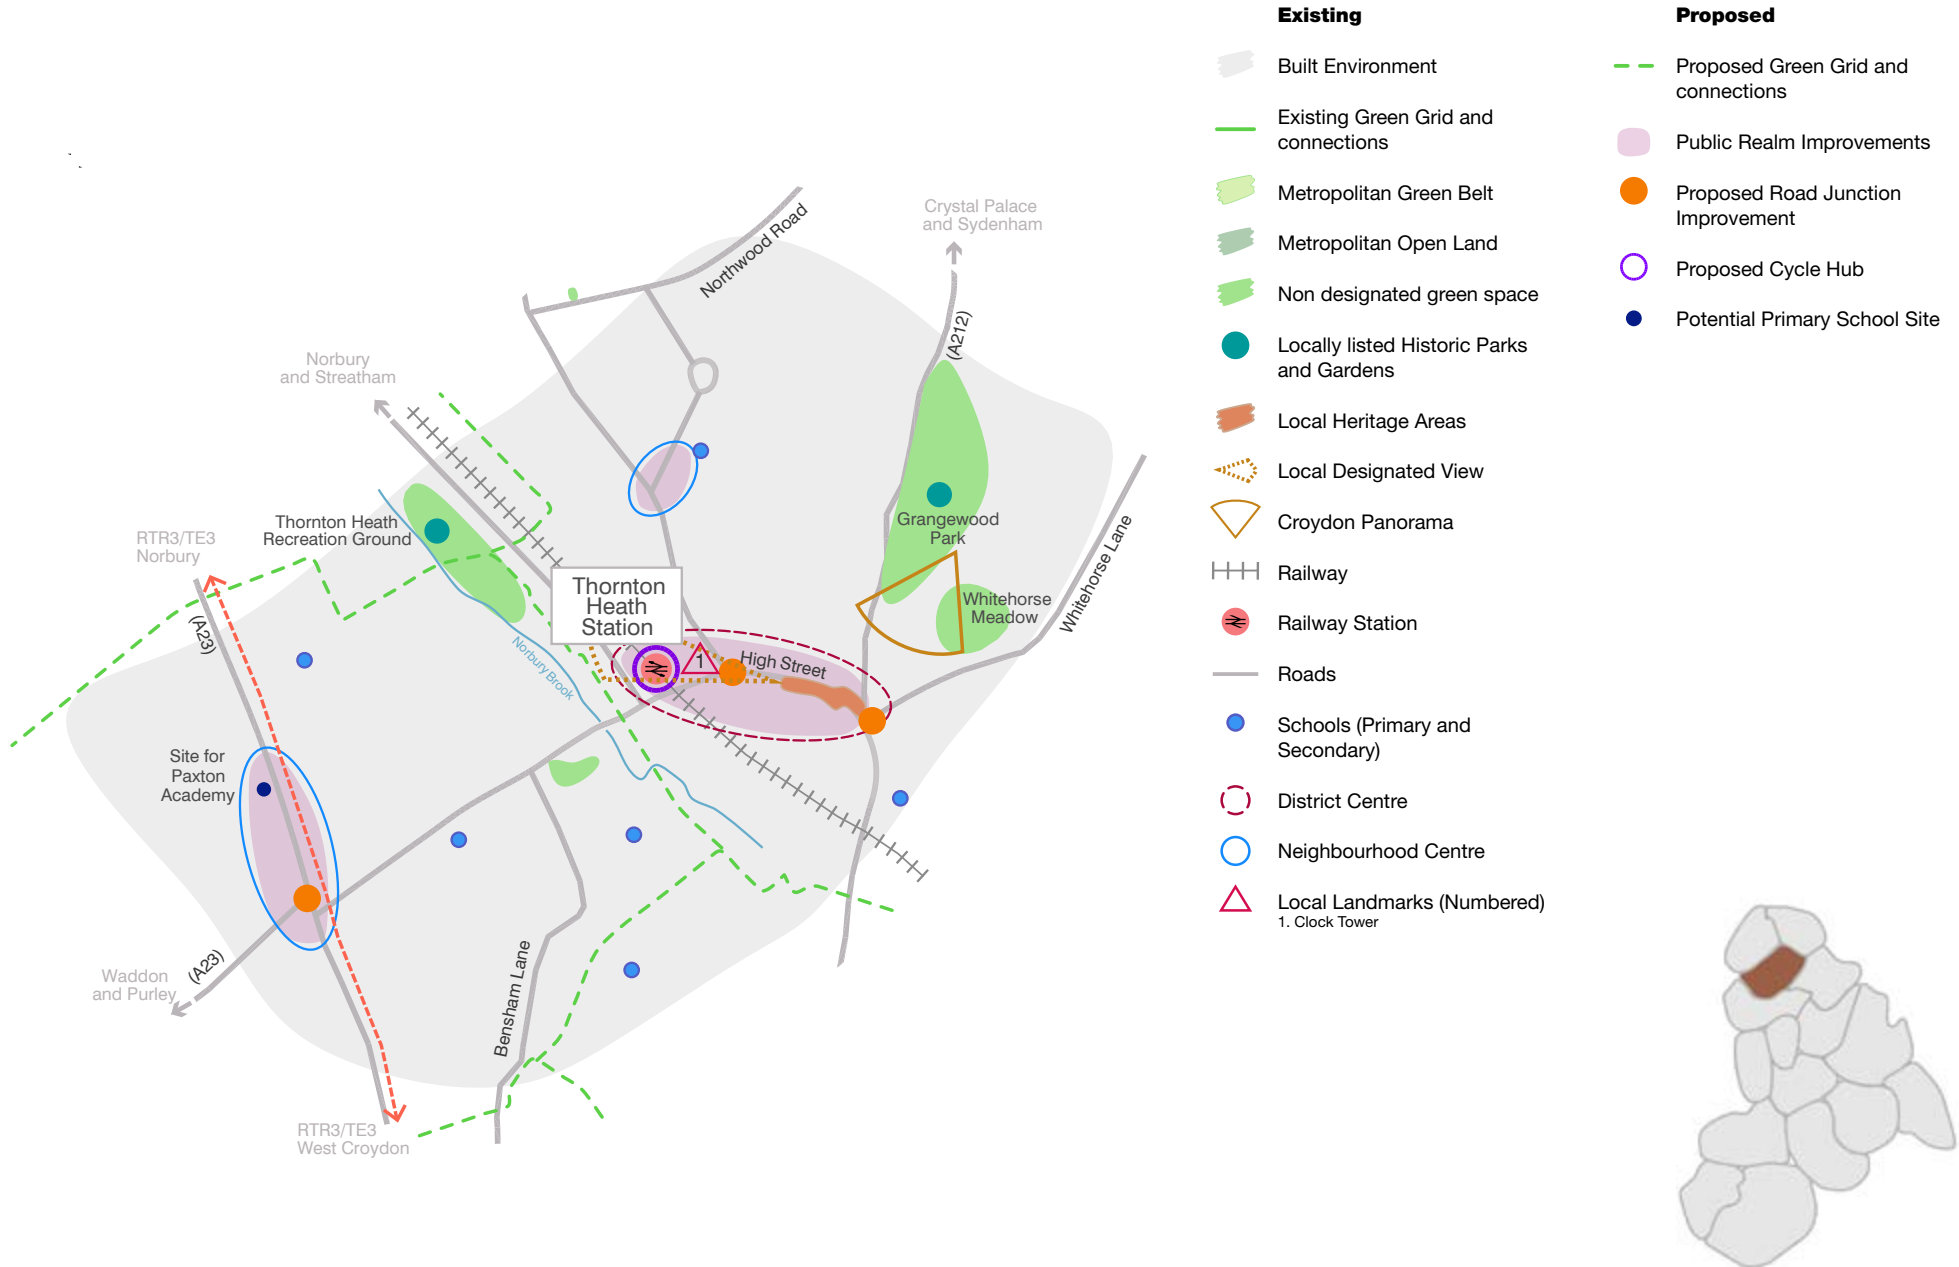 Existing
Built Environment
Existing Green Grid and
connections
Metropolitan Green Belt
Metropolitan Open Land
Non designated green space
Locally listed Historic Parks
and Gardens
Local Heritage Areas
Local Designated View
Croydon Panorama
Railway
Railway Station
Roads
Schools (Primary and
Secondary)
District Centre
Neighbourhood Centre
Local Landmarks (Numbered)
1. Clock Tower
Proposed
Proposed Green Grid and
connections
Public Realm Improvements
Proposed Road Junction
Improvement
Proposed Cycle Hub
Potential Primary School Site
Northwood Road
Crystal Palace
and Sydenham
(A212)
Norbury
and Streatham
Thornton Heath
Recreation Ground
RTR3/TE3
Norbury
(A23)
Grangewood
Park
Whitehorse
Meadow
Whitehorse Lane
Thornton
Heath
Station
Norbury Brook
1
High Street
Site for
Paxton
Academy
Waddon
and Purley
(A23)
Bensham Lane
RTR3/TE3
West Croydon